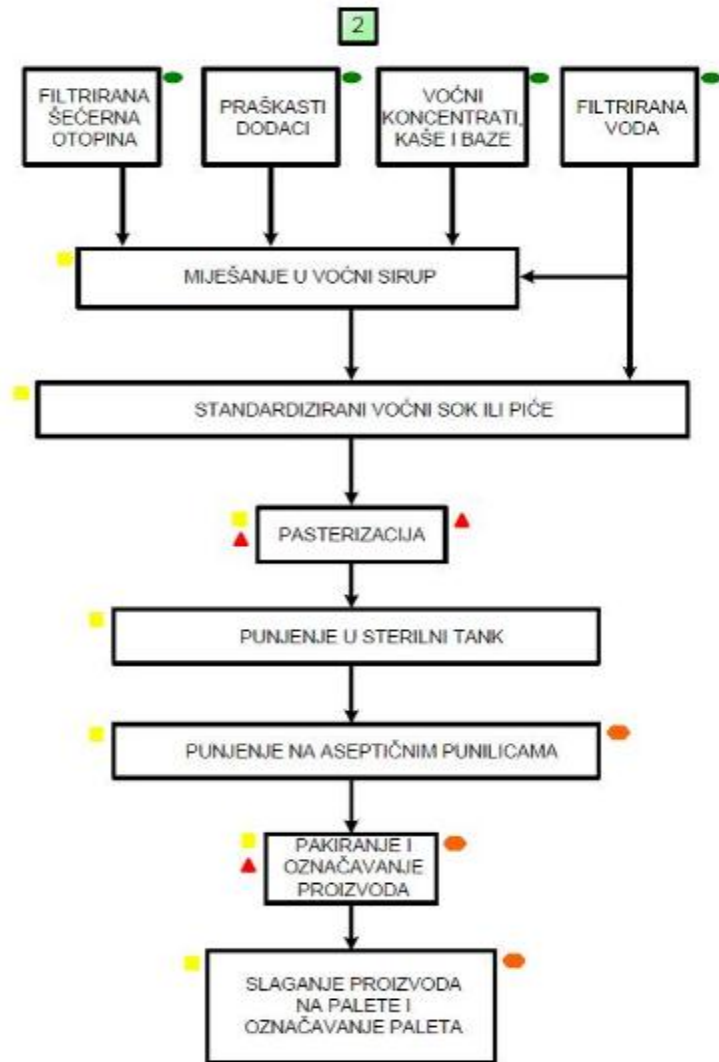 2
FILTRIRANA
ŠEĆERNA
OTOPINA
PRAŠKASTI
DODACI
VOĆNI
KONCENTRATI,
KAŠE I BAZE
FILTRIRANA
VODA
MIJEŠANJE U VOĆNI SIRUP
STANDARDIZIRANI VOĆNI SOK ILI PIĆE
PASTERIZACIJA
PUNJENJE U STERILNI TANK
PUNJENJE NA ASEPTIČNIM PUNILICAMA
PAKIRANJE I
OZNAČAVANJE
PROIZVODA
SLAGANJE PROIZVODA
NA PALETE I
OZNAČAVANJE PALETA